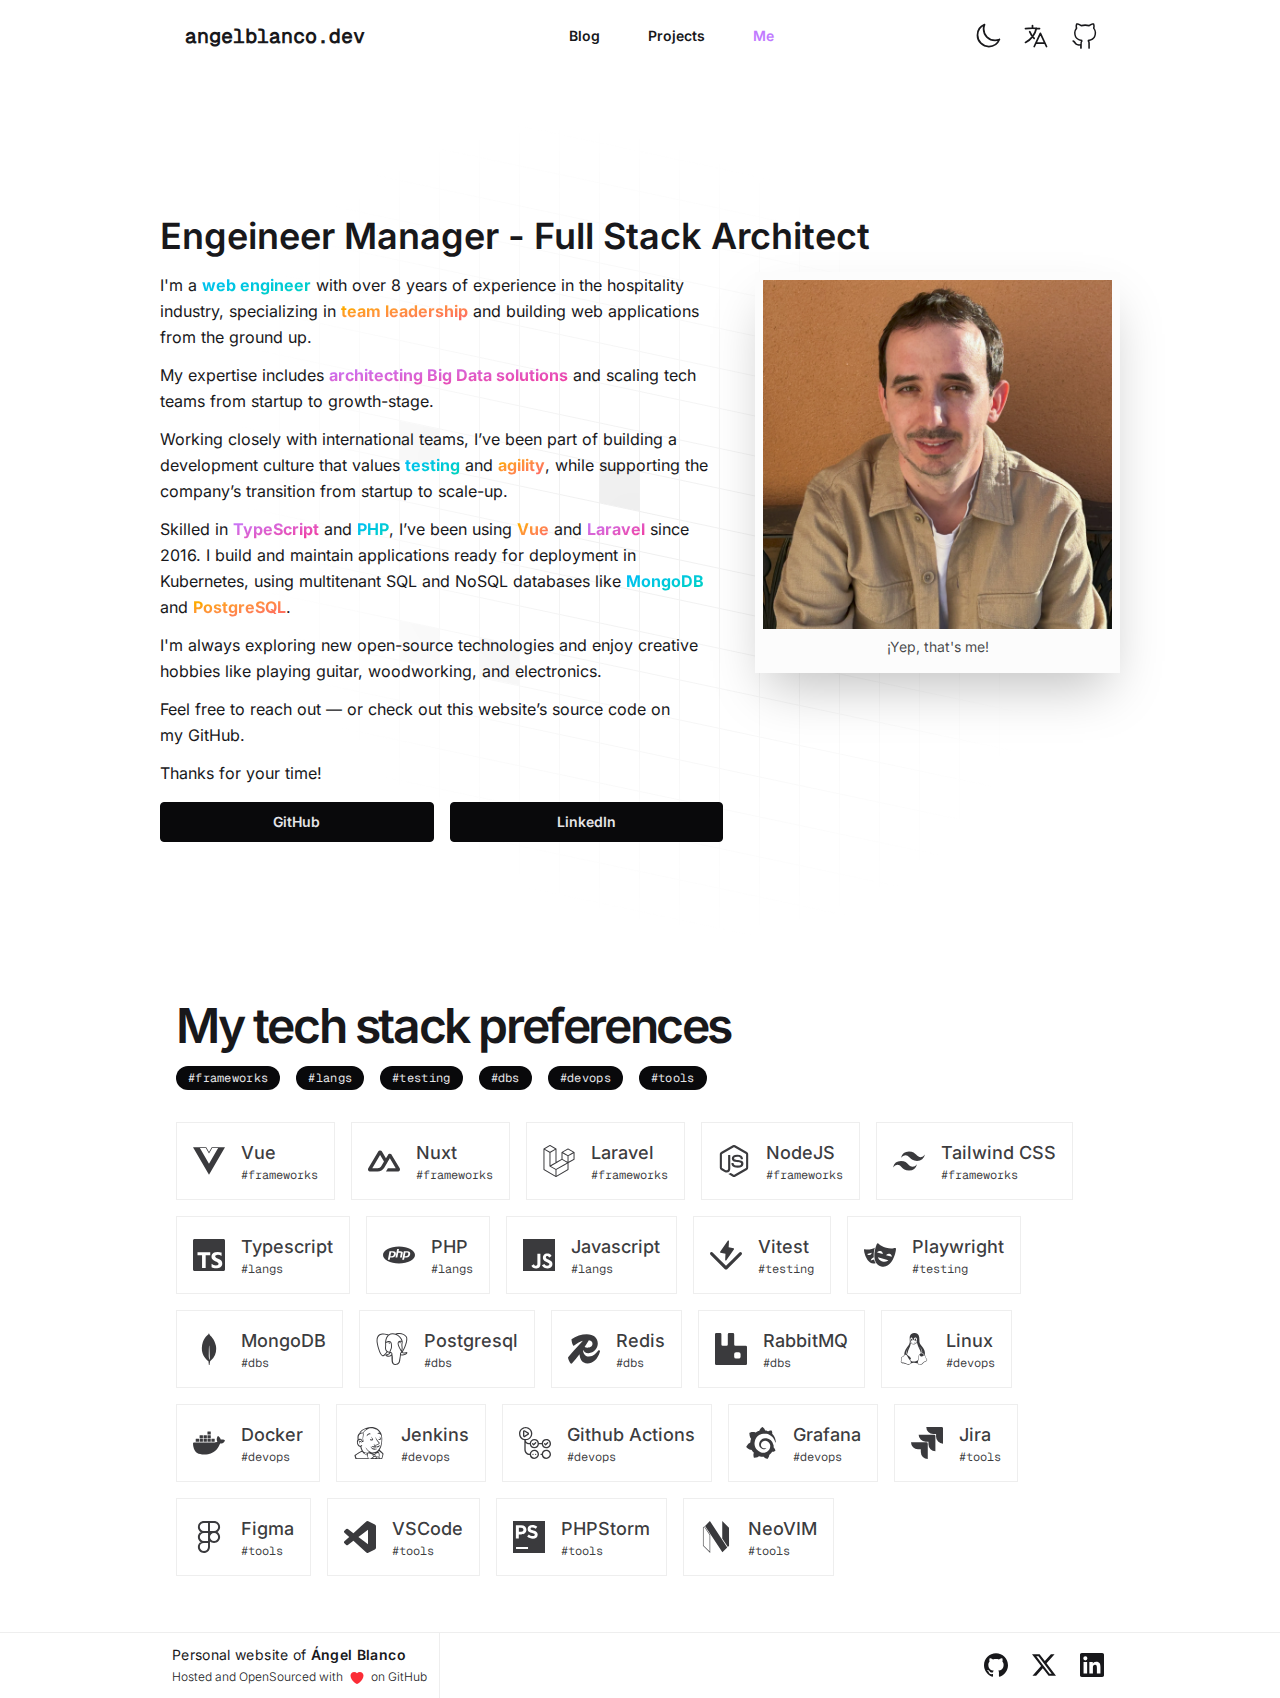 angelblanco.dev
Blog Projects Me
Engeineer Manager - Full Stack Architect
I'm a web engineer with over 8 years of experience in the hospitality
industry, specializing in team leadership and building web applications
from the ground up.
My expertise includes architecting Big Data solutions and scaling tech
teams from startup to growth-stage.
Working closely with international teams, I’ve been part of building a
development culture that values testing and agility, while supporting the
company’s transition from startup to scale-up.
Skilled in TypeScript and PHP, I’ve been using Vue and Laravel since
2016. I build and maintain applications ready for deployment in
Kubernetes, using multitenant SQL and NoSQL databases like MongoDB
and PostgreSQL.
I'm always exploring new open-source technologies and enjoy creative
hobbies like playing guitar, woodworking, and electronics.
Feel free to reach out — or check out this website’s source code on
my GitHub.
Thanks for your time!
GitHub LinkedIn
¡Yep, that's me!
My tech stack preferences
#frameworks #langs #testing #dbs #devops #tools
Vue Nuxt Laravel NodeJS Tailwind CSS
#frameworks #frameworks #frameworks #frameworks #frameworks
TS Typescript php PHP JS Javascript Vitest Playwright
#langs #langs #langs #testing #testing
MongoDB Postgresql Redis RabbitMQ Linux
#dbs #dbs #dbs #dbs #devops
Docker Jenkins Github Actions Grafana Jira
#devops #devops #devops #devops #tools
Figma VSCode PS PHPStorm NeoVIM
#tools #tools #tools #tools
Personal website of Ángel Blanco
Hosted and OpenSourced with on GitHub